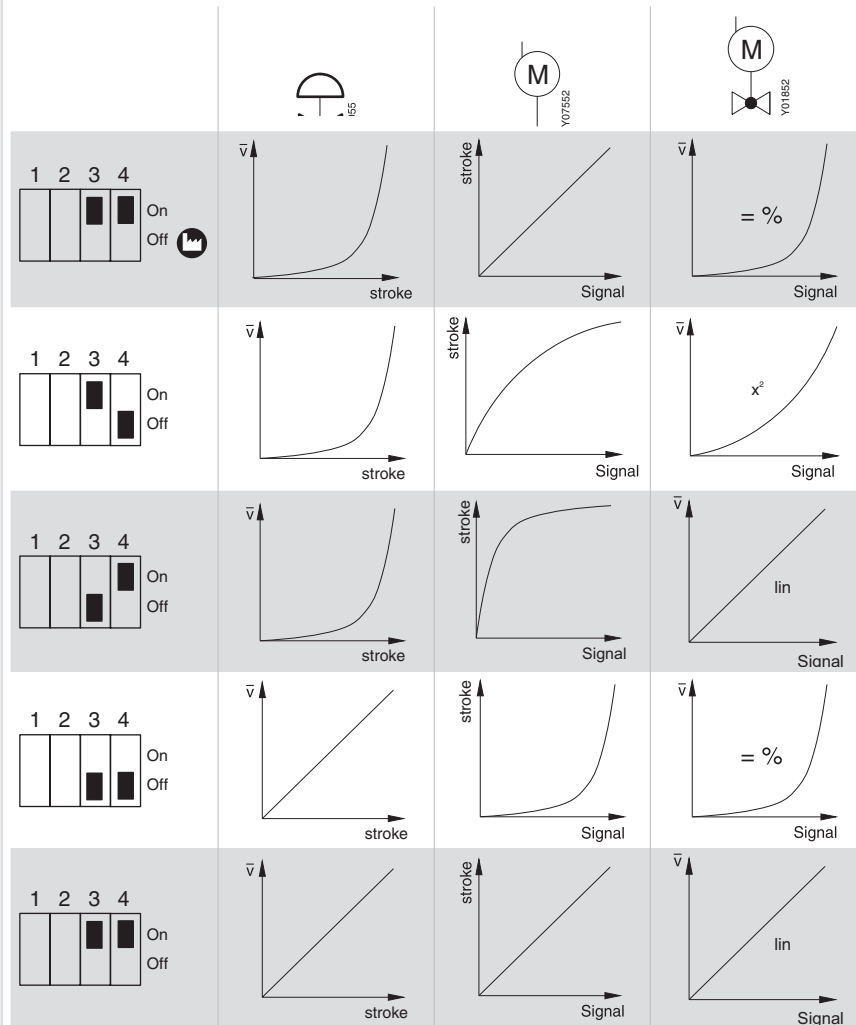 M
M
J55
Y07552
Y01852
1 2 3 4
On
Off
v̄
stroke
stroke
Signal
v̄
= %
Signal
1 2 3 4
On
Off
v̄
stroke
stroke
Signal
v̄
x²
Signal
1 2 3 4
On
Off
v̄
stroke
stroke
Signal
v̄
lin
Signal
1 2 3 4
On
Off
v̄
stroke
stroke
Signal
v̄
= %
Signal
1 2 3 4
On
Off
v̄
stroke
stroke
Signal
v̄
lin
Signal